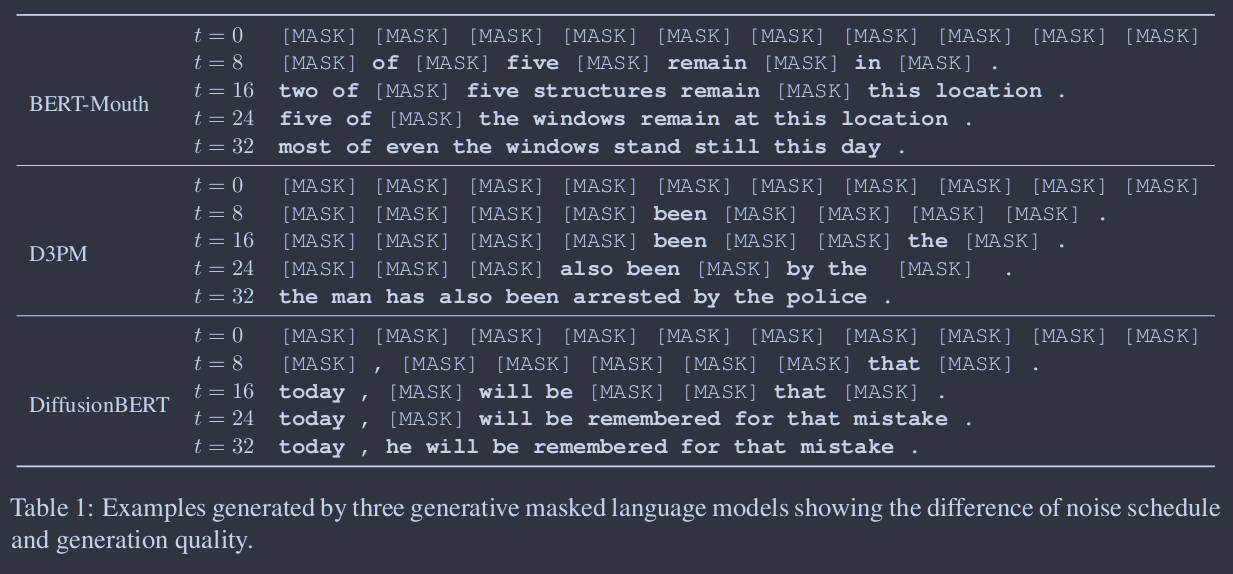 t = 0 [MASK] [MASK] [MASK] [MASK] [MASK] [MASK] [MASK] [MASK] [MASK] [MASK]
t = 8 [MASK] of [MASK] five [MASK] remain [MASK] in [MASK] .
BERT-Mouth t = 16 two of [MASK] five structures remain [MASK] this location .
t = 24 five of [MASK] the windows remain at this location .
t = 32 most of even the windows stand still this day .
t = 0 [MASK] [MASK] [MASK] [MASK] [MASK] [MASK] [MASK] [MASK] [MASK] [MASK]
t = 8 [MASK] [MASK] [MASK] [MASK] been [MASK] [MASK] [MASK] [MASK] .
D3PM t = 16 [MASK] [MASK] [MASK] [MASK] been [MASK] [MASK] the [MASK] .
t = 24 [MASK] [MASK] [MASK] also been [MASK] by the [MASK] .
t = 32 the man has also been arrested by the police .
t = 0 [MASK] [MASK] [MASK] [MASK] [MASK] [MASK] [MASK] [MASK] [MASK] [MASK]
t = 8 [MASK] , [MASK] [MASK] [MASK] [MASK] [MASK] that [MASK] .
DiffusionBERT t = 16 today , [MASK] will be [MASK] [MASK] that [MASK] .
t = 24 today , [MASK] will be remembered for that mistake .
t = 32 today , he will be remembered for that mistake .
Table 1: Examples generated by three generative masked language models showing the difference of noise schedule
and generation quality.